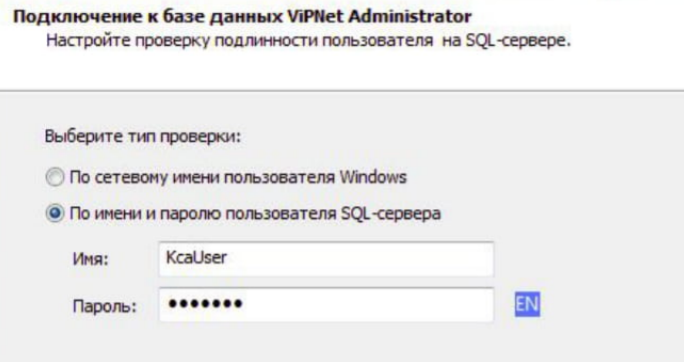 Подключение к базе данных ViPNet Administrator
Настройте проверку подлинности пользователя на SQL-сервере.
Выберите тип проверки:
По сетевому имени пользователя Windows
По имени и паролю пользователя SQL-сервера
Имя: KcaUser
Пароль: ••••••• EN